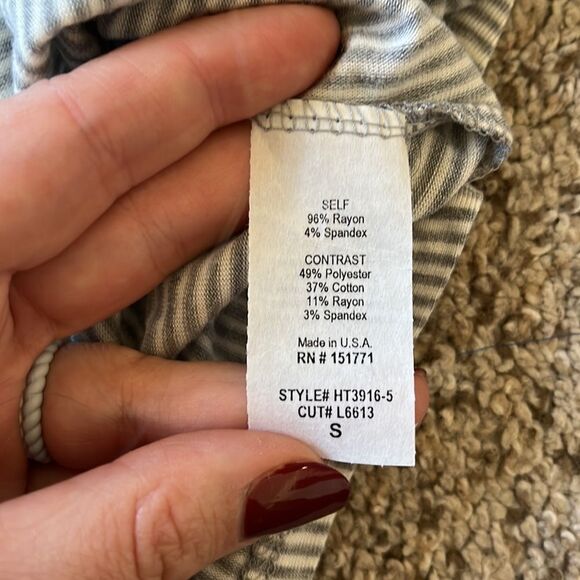 SELF
96% Rayon
4% Spandex
CONTRAST
49% Polyester
37% Cotton
11% Rayon
3% Spandex
Made in U.S.A.
RN # 151771
STYLE# HT3916-5
CUT# L6613
S